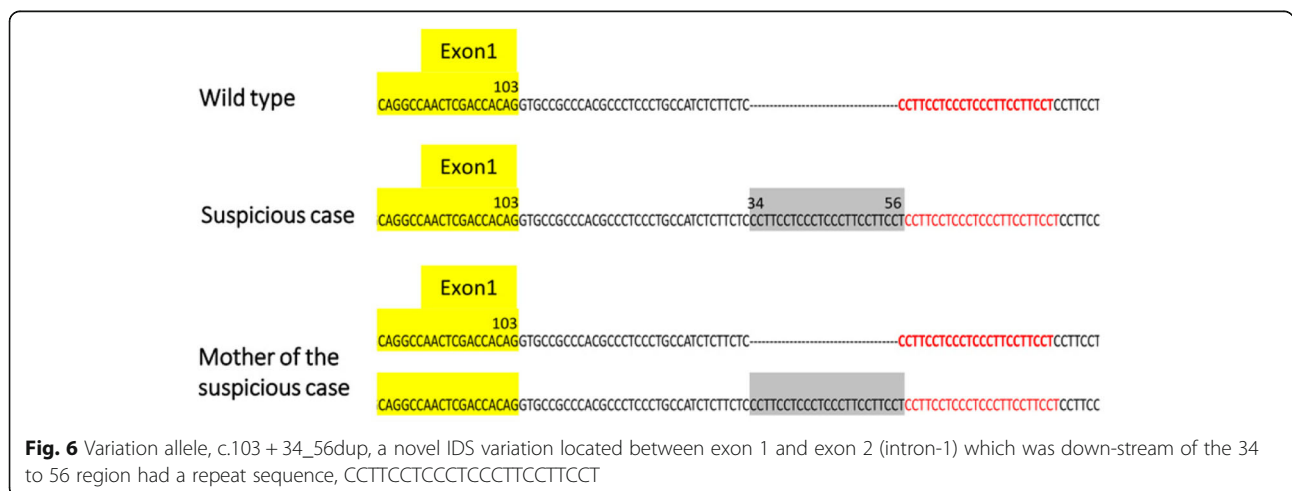 Exon1
103
Wild type
CAGGCCAACTCGACCACAGGTGCCGCCCACGCCCTCCCTGCCATCTCTTCTC-------------------------------------CCTTCCTCCCTCCCTTCCTTCCTCCTTCCT
Exon1
103 34 56
Suspicious case
CAGGCCAACTCGACCACAGGTGCCGCCCACGCCCTCCCTGCCATCTCTTCTCCCTTCCTCCCTCCCTTCCTTCCTCCTTCCTCCCTCCCTTCCTTCCTCCTTCC
Exon1
103
CAGGCCAACTCGACCACAGGTGCCGCCCACGCCCTCCCTGCCATCTCTTCTC-------------------------------------CCTTCCTCCCTCCCTTCCTTCCTCCTTCCT
Mother of the
suspicious case
CAGGCCAACTCGACCACAGGTGCCGCCCACGCCCTCCCTGCCATCTCTTCTCCCTTCCTCCCTCCCTTCCTTCCTCCTTCCTCCCTCCCTTCCTTCCTCCTTCC
Fig. 6 Variation allele, c.103 + 34_56dup, a novel IDS variation located between exon 1 and exon 2 (intron-1) which was down-stream of the 34
to 56 region had a repeat sequence, CCTTCCTCCCTCCCTTCCTTCCT